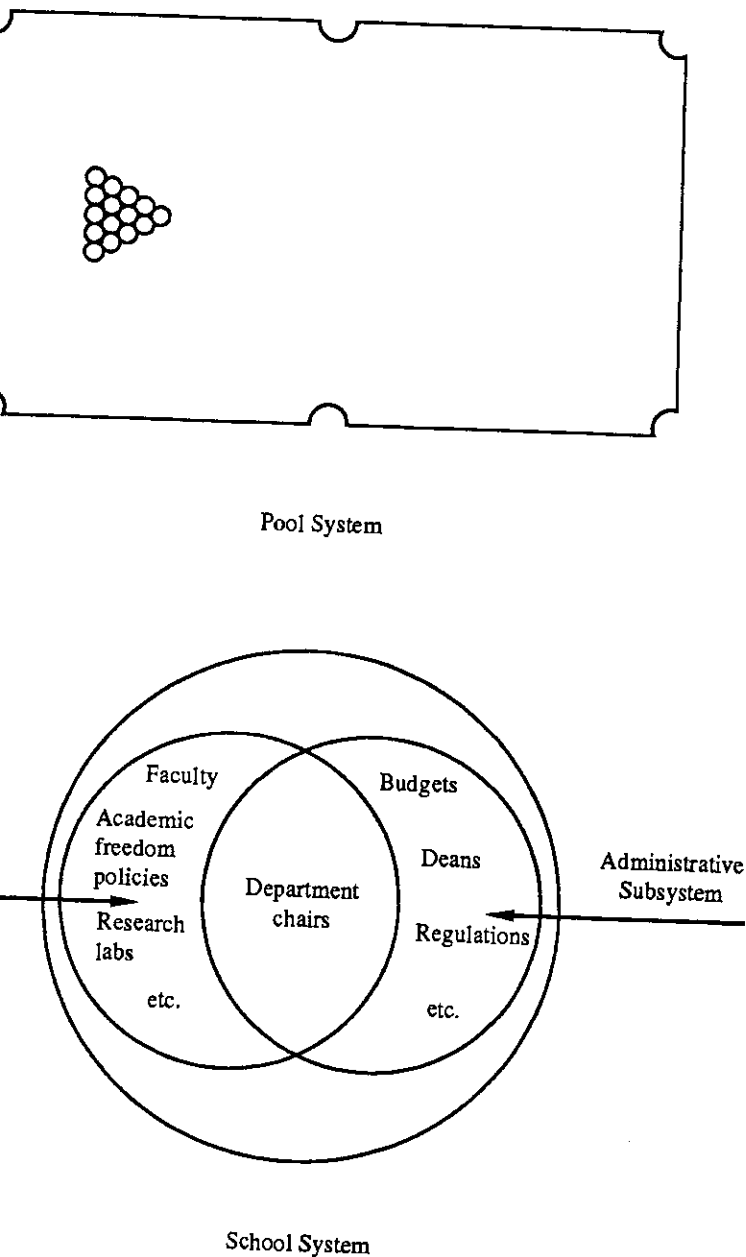 Pool System
Faculty
Academic
freedom
policies
Research
labs
etc.
Department
chairs
Budgets
Deans
Regulations
etc.
Administrative
Subsystem
School System